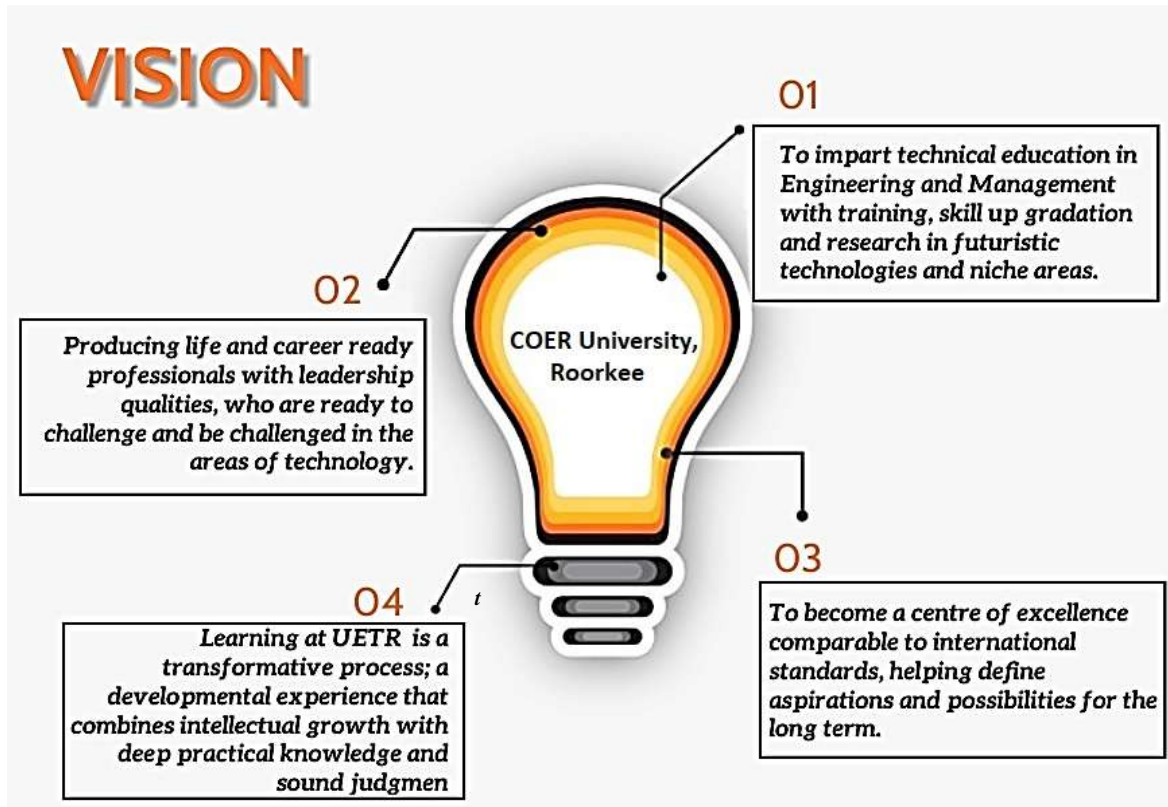 VISION
01
To impart technical education in
Engineering and Management
with training, skill up gradation
and research in futuristic
technologies and niche areas.
02
Producing life and career ready
professionals with leadership
qualities, who are ready to
challenge and be challenged in the
areas of technology.
COER University,
Roorkee
03
To become a centre of excellence
comparable to international
standards, helping define
aspirations and possibilities for the
long term.
04
t
Learning at UETR is a
transformative process; a
developmental experience that
combines intellectual growth with
deep practical knowledge and
sound judgmen